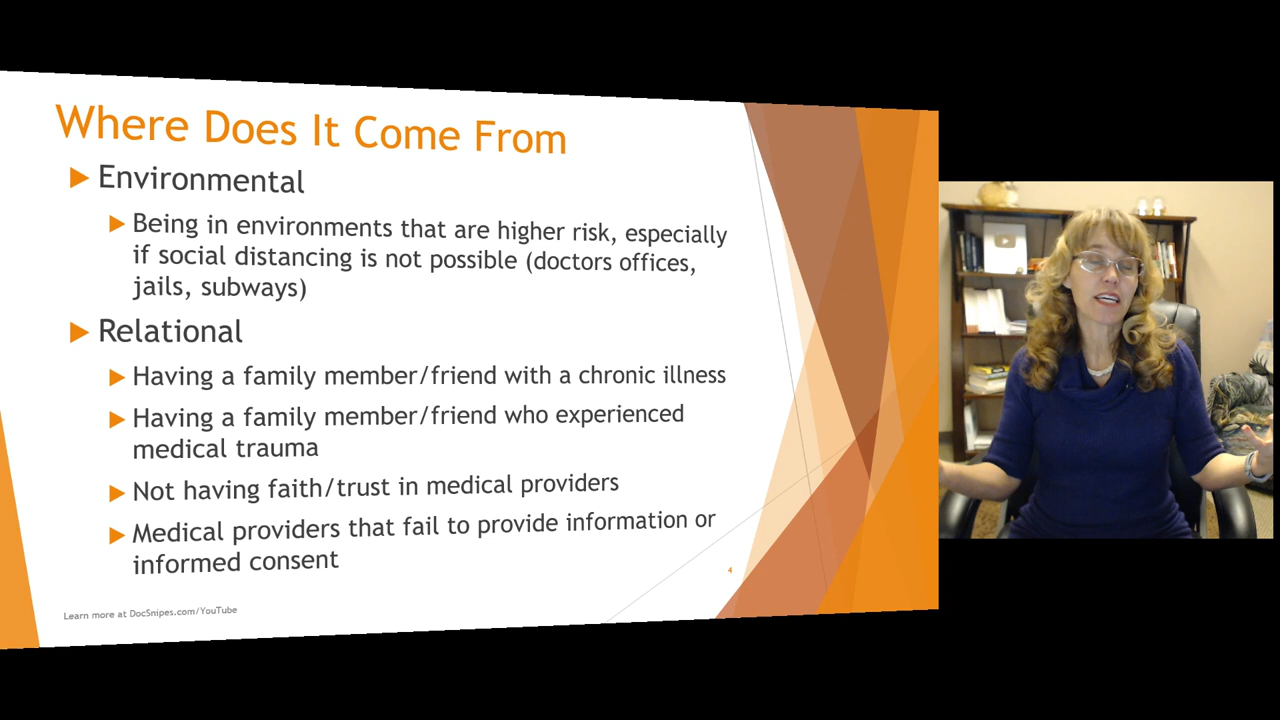 Where Does It Come From
Environmental
Being in environments that are higher risk, especially
if social distancing is not possible (doctors offices,
jails, subways)
Relational
Having a family member/friend with a chronic illness
Having a family member/friend who experienced
medical trauma
Not having faith/trust in medical providers
Medical providers that fail to provide information or
informed consent
4
Learn more at DocSnipes.com/YouTube